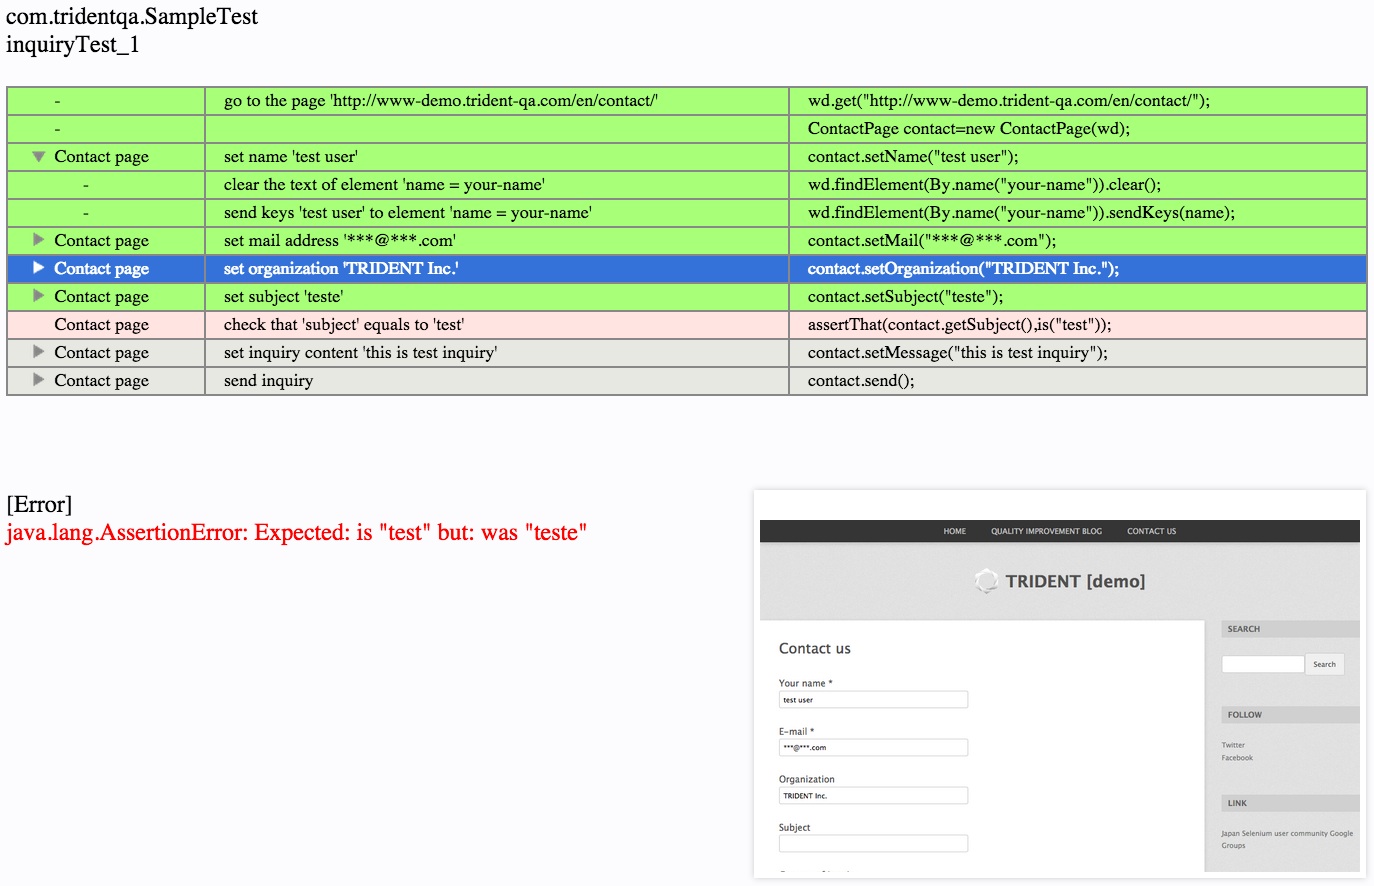 com.tridentqa.SampleTest
inquiryTest_1
- go to the page 'http://www-demo.trident-qa.com/en/contact/' wd.get("http://www-demo.trident-qa.com/en/contact/");
- ContactPage contact=new ContactPage(wd);
Contact page set name 'test user' contact.setName("test user");
- clear the text of element 'name = your-name' wd.findElement(By.name("your-name")).clear();
- send keys 'test user' to element 'name = your-name' wd.findElement(By.name("your-name")).sendKeys(name);
Contact page set mail address '***@***.com' contact.setMail("***@***.com");
Contact page set organization 'TRIDENT Inc.' contact.setOrganization("TRIDENT Inc.");
Contact page set subject 'teste' contact.setSubject("teste");
Contact page check that 'subject' equals to 'test' assertThat(contact.getSubject(),is("test"));
Contact page set inquiry content 'this is test inquiry' contact.setMessage("this is test inquiry");
Contact page send inquiry contact.send();
[Error]
java.lang.AssertionError: Expected: is "test" but: was "teste"
HOME QUALITY IMPROVEMENT BLOG CONTACT US
TRIDENT [demo]
Contact us
Your name *
test user
E-mail *
***@***.com
Organization
TRIDENT Inc.
Subject
SEARCH
Search
FOLLOW
Twitter
Facebook
LINK
Japan Selenium user community Google
Groups